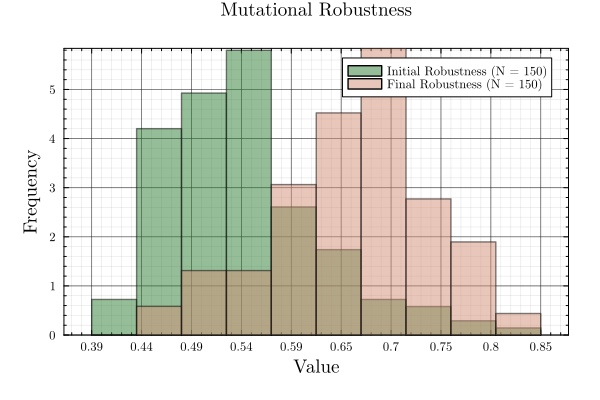 Mutational Robustness
Initial Robustness (N = 150)
Final Robustness (N = 150)
Frequency
5
4
3
2
1
0
0.39 0.44 0.49 0.54 0.59 0.65 0.7 0.75 0.8 0.85
Value